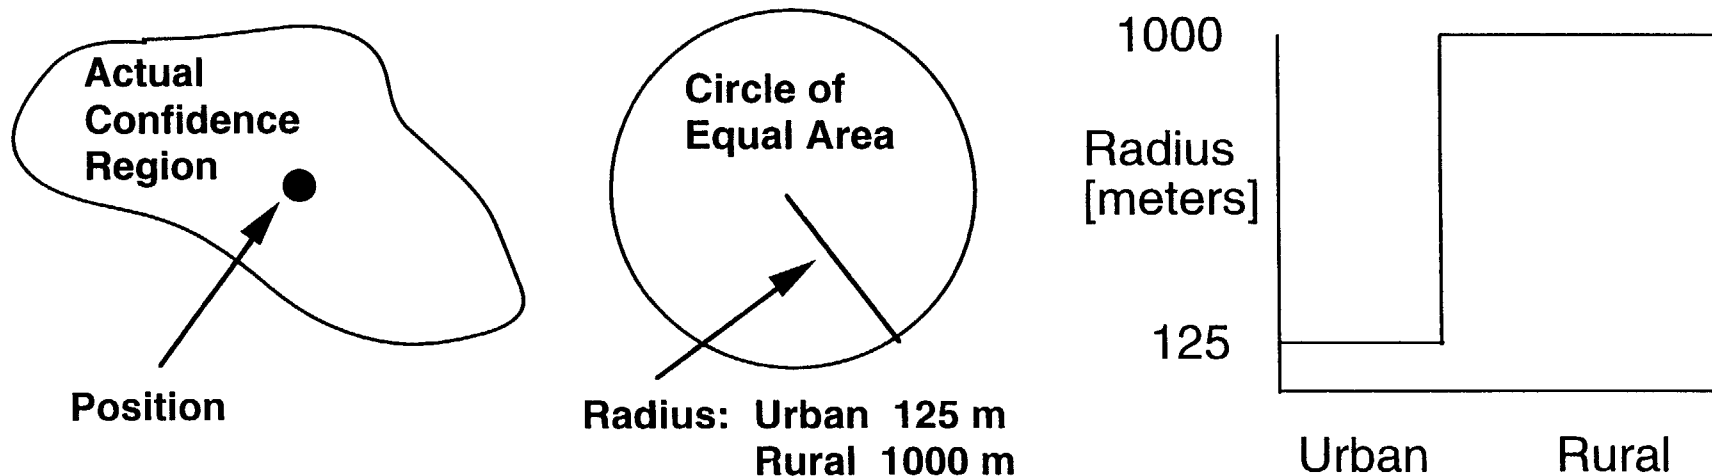 Actual
Confidence
Region
Position
Circle of
Equal Area
Radius: Urban 125 m
Rural 1000 m
1000
Radius
[meters]
125
Urban Rural